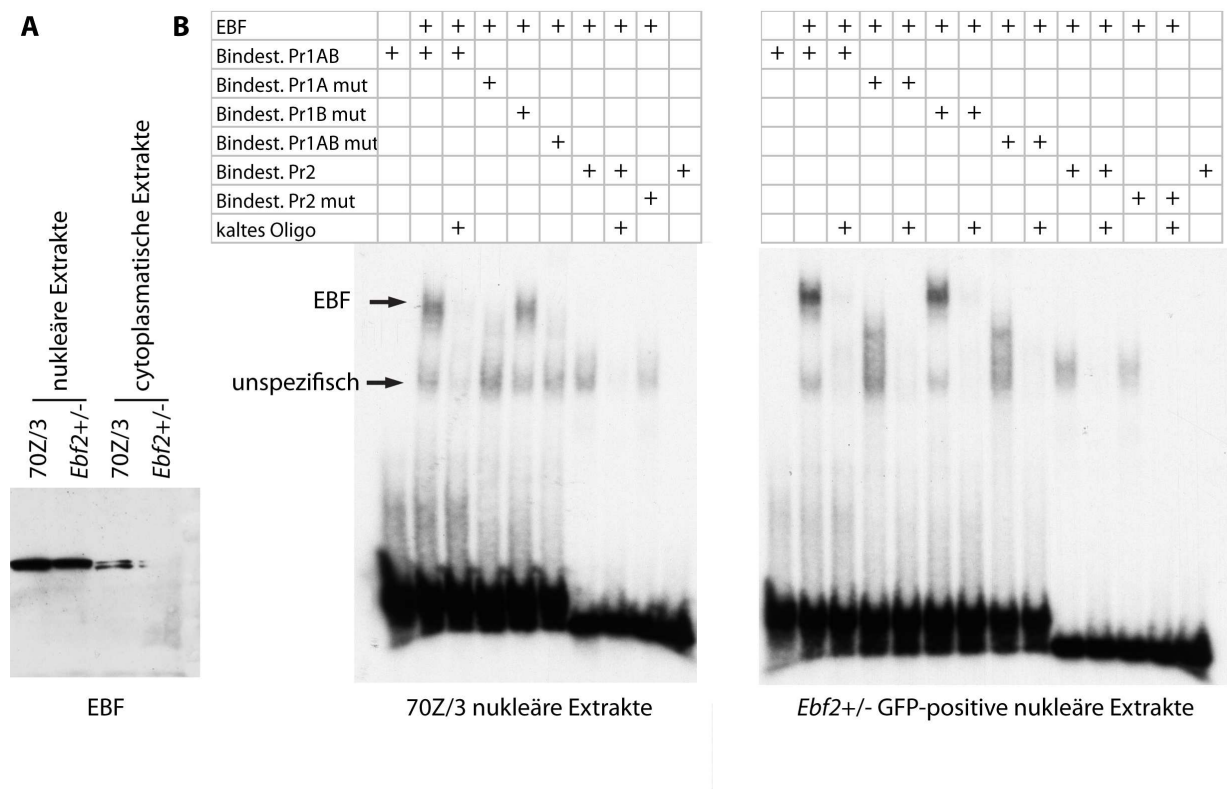 A
nukleäre Extrakte
cytoplasmatische Extrakte
70Z/3
Ebf2+/-
70Z/3
Ebf2+/-
EBF
B
EBF + + + + + + + + + + + + + + + + + + + +
Bindest. Pr1AB + + + + + +
Bindest. Pr1A mut + + +
Bindest. Pr1B mut + + +
Bindest. Pr1AB mut + + +
Bindest. Pr2 + + + + + +
Bindest. Pr2 mut + + +
kaltes Oligo + + + + + + + +
EBF
unspezifisch
70Z/3 nukleäre Extrakte
Ebf2+/- GFP-positive nukleäre Extrakte